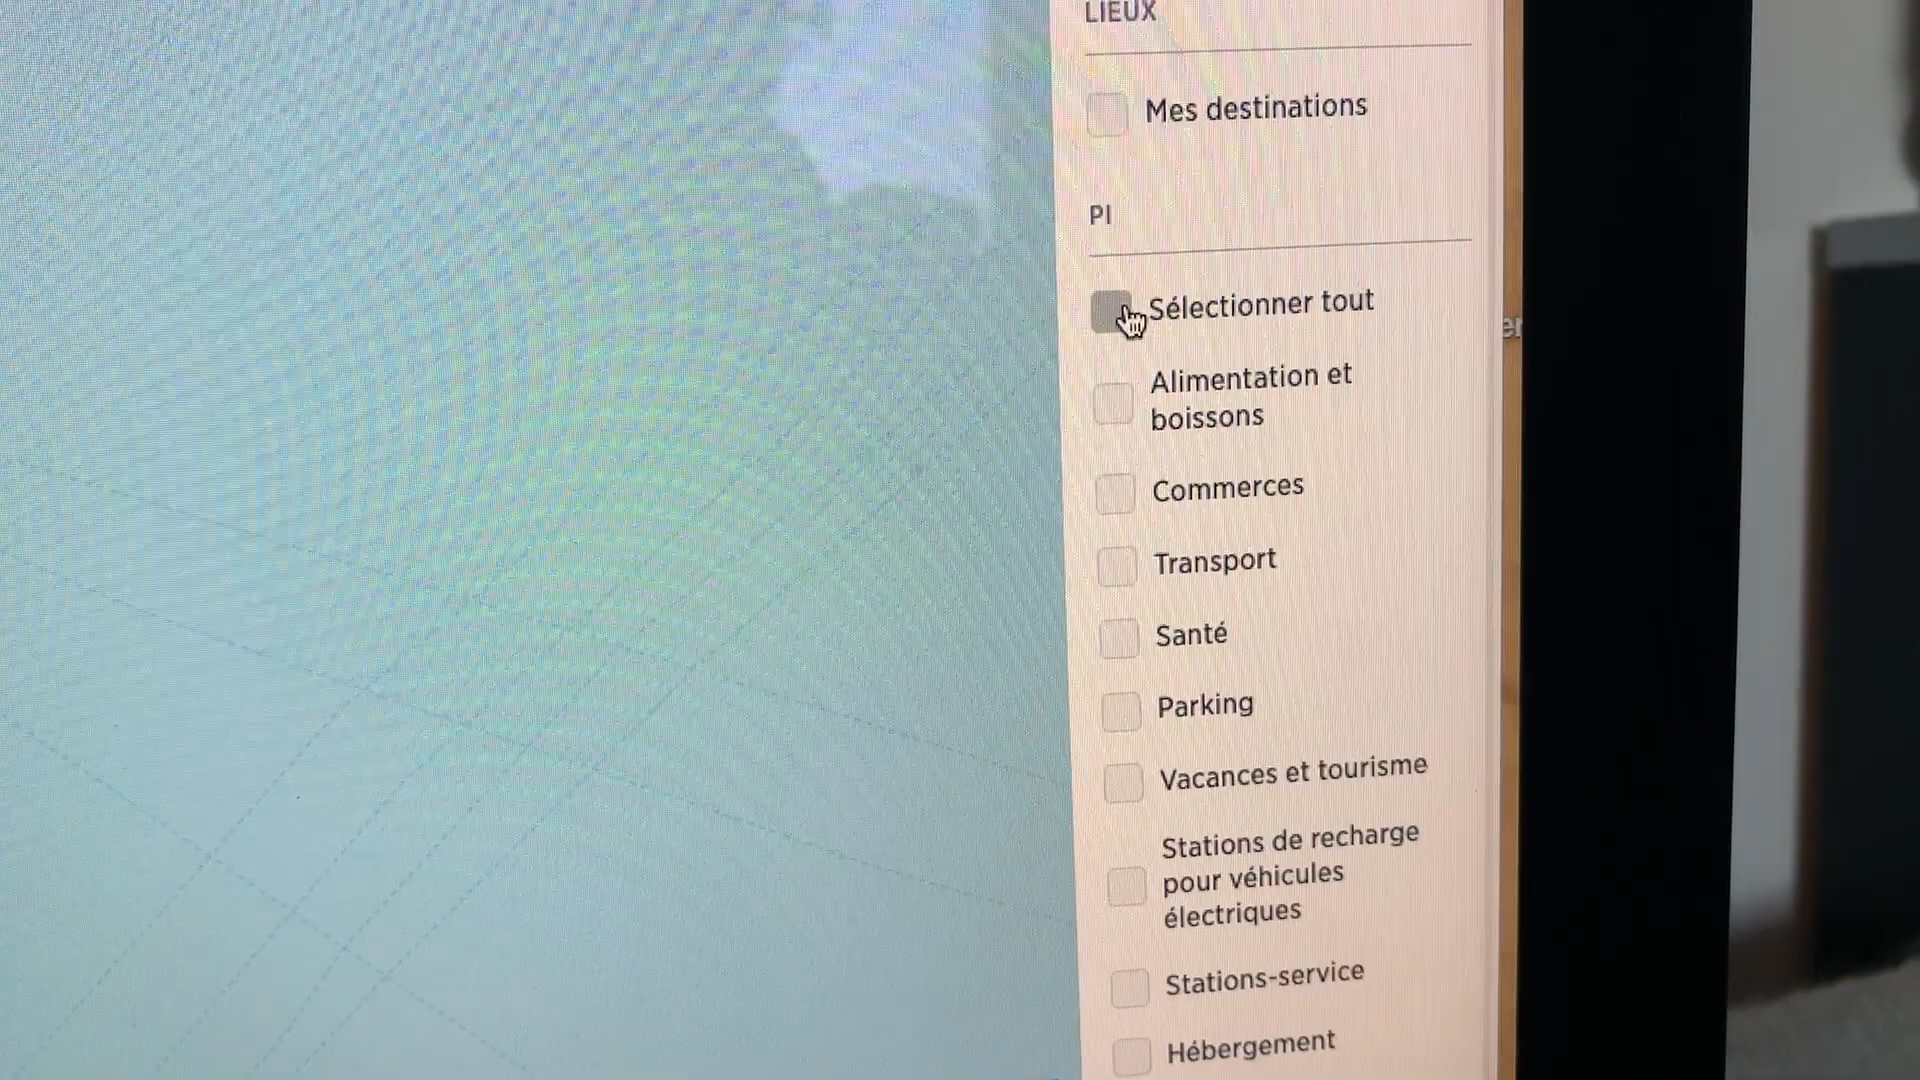 LIEUX
Mes destinations
PI
Sélectionner tout
Alimentation et
boissons
Commerces
Transport
Santé
Parking
Vacances et tourisme
Stations de recharge
pour véhicules
électriques
Stations-service
Hébergement